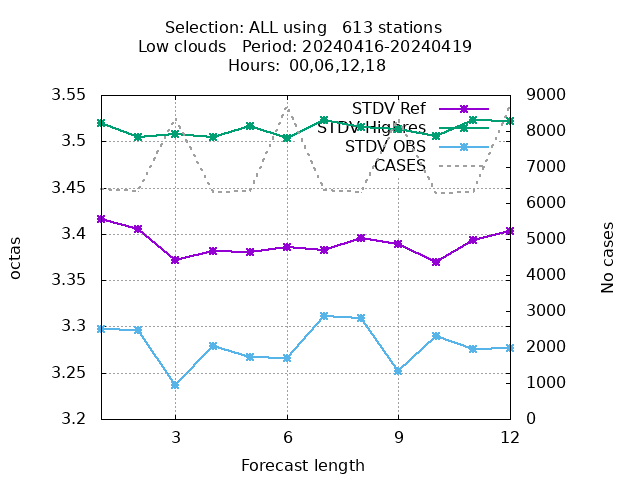 Selection: ALL using   613 stations
Low clouds   Period: 20240416-20240419
Hours:  00,06,12,18
3.55
3.5
3.45
3.4
3.35
3.3
3.25
3.2
9000
8000
7000
6000
5000
4000
3000
2000
1000
0
STDV Ref
STDV Highres
STDV OBS
CASES
octas
No cases
3
6
9
12
Forecast length